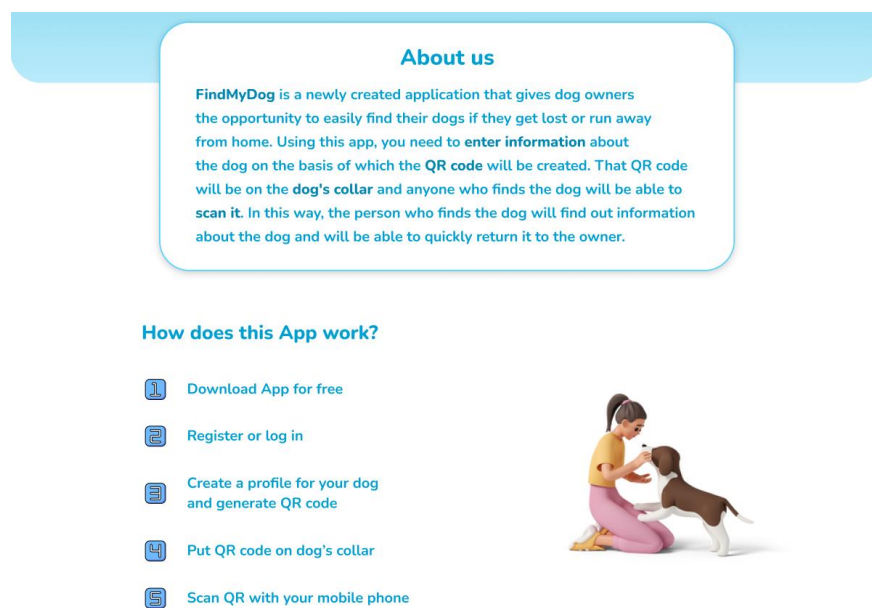 About us
FindMyDog is a newly created application that gives dog owners
the opportunity to easily find their dogs if they get lost or run away
from home. Using this app, you need to enter information about
the dog on the basis of which the QR code will be created. That QR code
will be on the dog's collar and anyone who finds the dog will be able to
scan it. In this way, the person who finds the dog will find out information
about the dog and will be able to quickly return it to the owner.
How does this App work?
1 Download App for free
2 Register or log in
3 Create a profile for your dog
and generate QR code
4 Put QR code on dog’s collar
5 Scan QR with your mobile phone